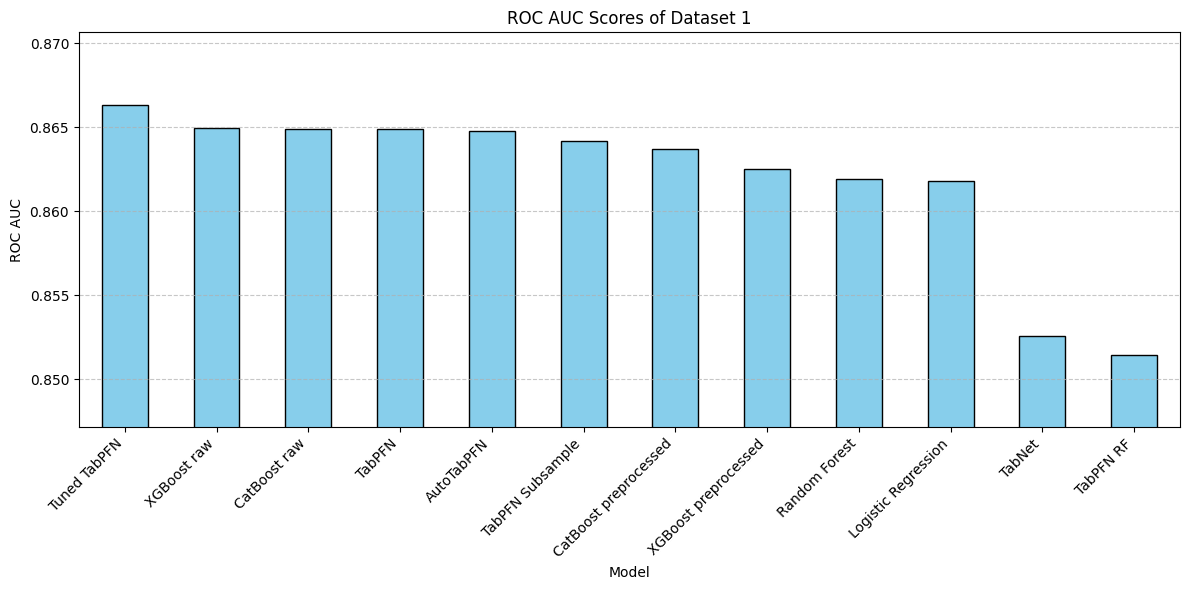 ROC AUC Scores of Dataset 1
ROC AUC
0.870
0.865
0.860
0.855
0.850
Tuned TabPFN
XGBoost raw
CatBoost raw
TabPFN
AutoTabPFN
TabPFN Subsample
CatBoost preprocessed
XGBoost preprocessed
Random Forest
Logistic Regression
TabNet
TabPFN RF
Model